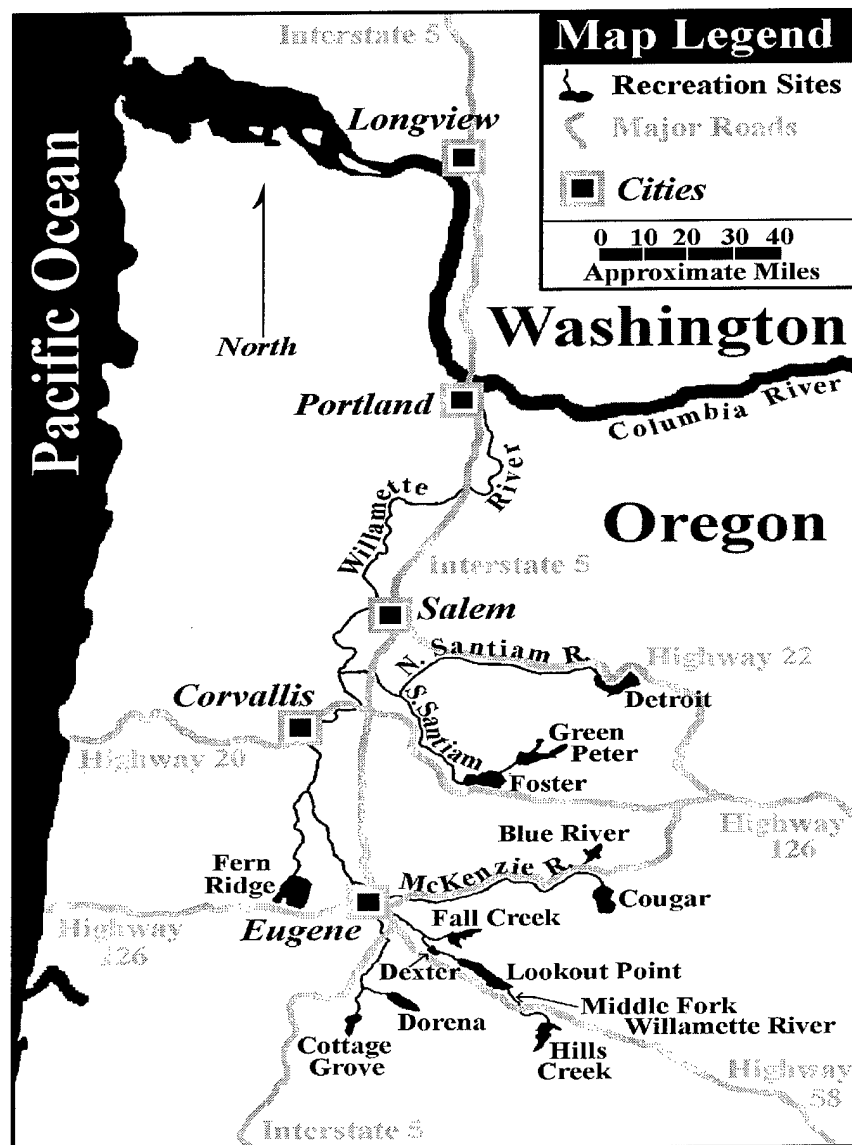 Interstate 5
Map Legend
Recreation Sites
Major Roads
Cities
0 10 20 30 40
Approximate Miles
Longview
Pacific Ocean
North
Washington
Portland
Columbia River
Willamette River
Oregon
Interstate 5
Salem
N. Santiam R.
Highway 22
Detroit
Corvallis
S. Santiam
Green
Peter
Foster
Highway 20
Highway
126
Blue River
Fern
Ridge
McKenzie R.
Cougar
Highway
126
Eugene
Fall Creek
Dexter
Lookout Point
Middle Fork
Willamette River
Dorena
Cottage
Grove
Hills
Creek
Highway
58
Interstate 5